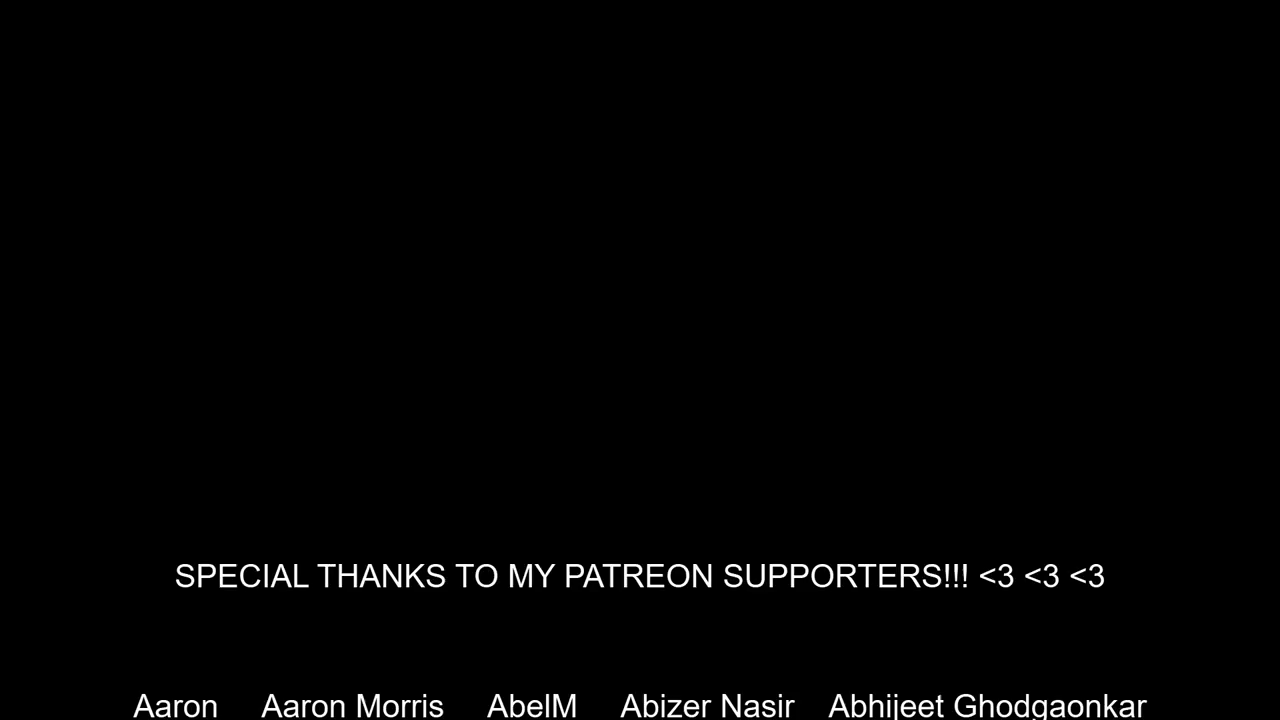 SPECIAL THANKS TO MY PATREON SUPPORTERS!!! <3 <3 <3
Aaron Aaron Morris AbelM Abizer Nasir Abhijeet Ghodgaonkar